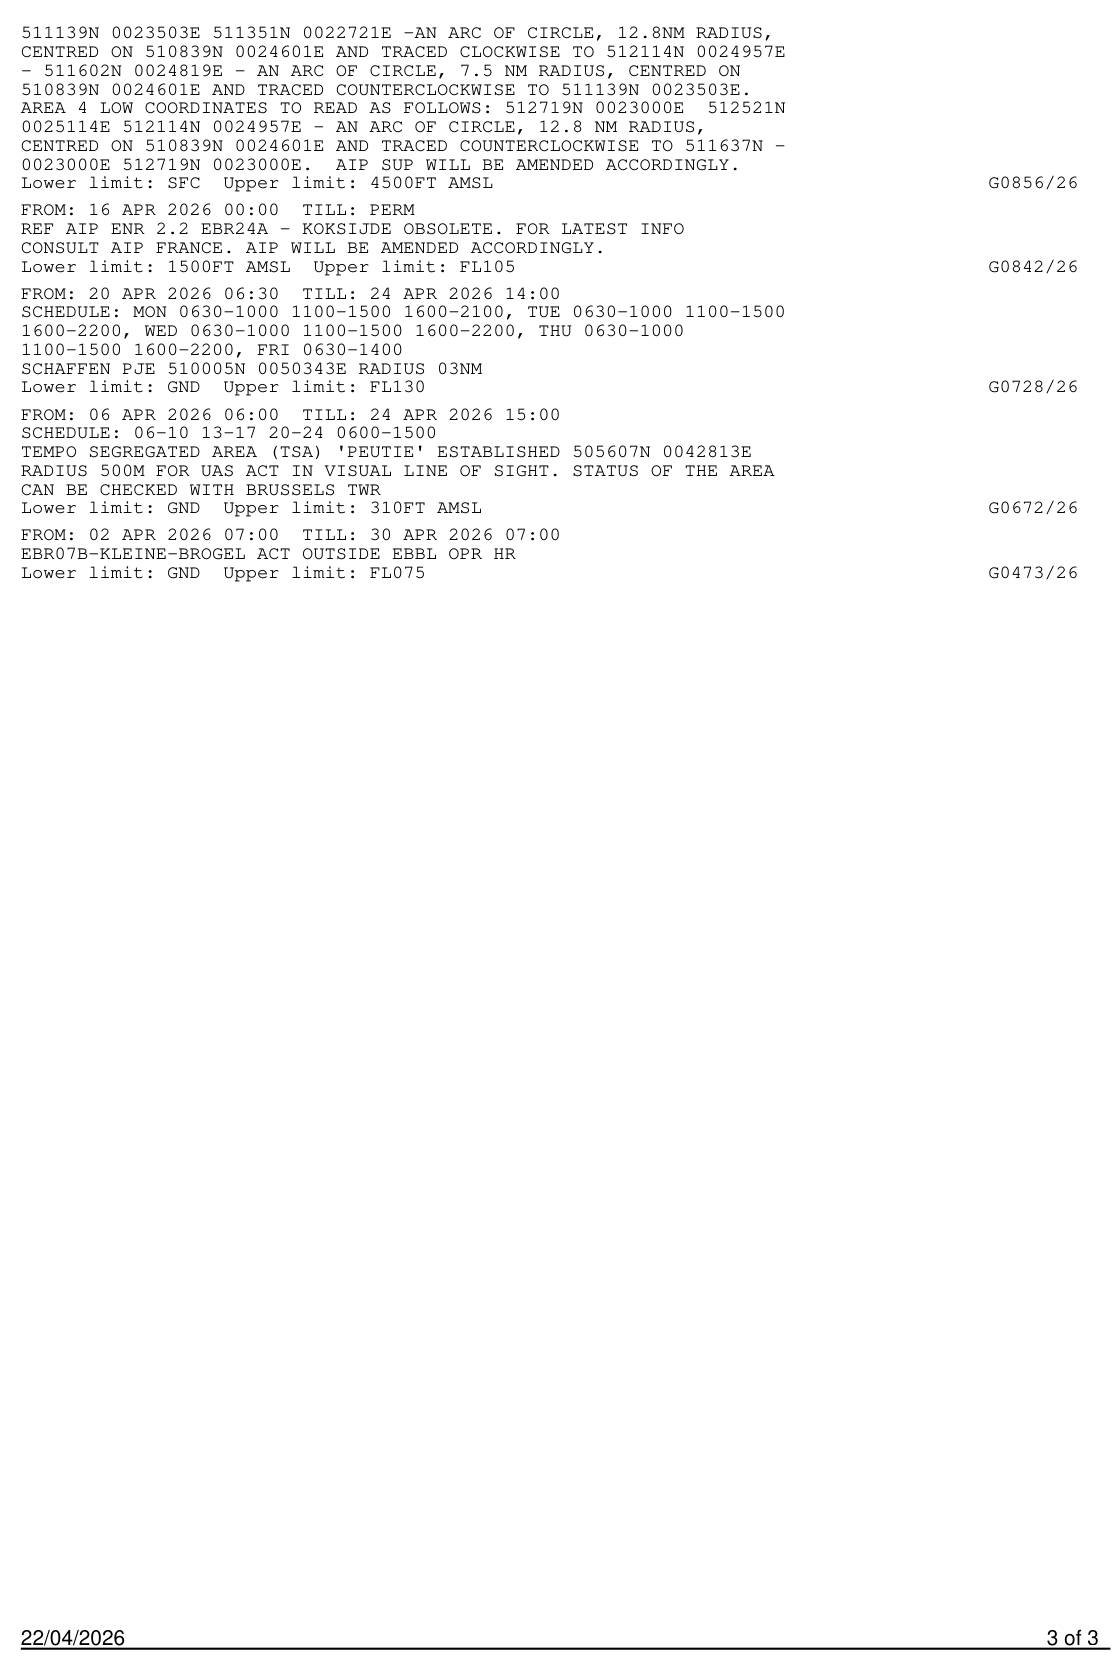 511139N 0023503E 511351N 0022721E -AN ARC OF CIRCLE, 12.8NM RADIUS,
CENTRED ON 510839N 0024601E AND TRACED CLOCKWISE TO 512114N 0024957E
- 511602N 0024819E - AN ARC OF CIRCLE, 7.5 NM RADIUS, CENTRED ON
510839N 0024601E AND TRACED COUNTERCLOCKWISE TO 511139N 0023503E.
AREA 4 LOW COORDINATES TO READ AS FOLLOWS: 512719N 0023000E  512521N
0025114E 512114N 0024957E - AN ARC OF CIRCLE, 12.8 NM RADIUS,
CENTRED ON 510839N 0024601E AND TRACED COUNTERCLOCKWISE TO 511637N -
0023000E 512719N 0023000E.  AIP SUP WILL BE AMENDED ACCORDINGLY.
Lower limit: SFC  Upper limit: 4500FT AMSL G0856/26
FROM: 16 APR 2026 00:00  TILL: PERM
REF AIP ENR 2.2 EBR24A - KOKSIJDE OBSOLETE. FOR LATEST INFO
CONSULT AIP FRANCE. AIP WILL BE AMENDED ACCORDINGLY.
Lower limit: 1500FT AMSL  Upper limit: FL105 G0842/26
FROM: 20 APR 2026 06:30  TILL: 24 APR 2026 14:00
SCHEDULE: MON 0630-1000 1100-1500 1600-2100, TUE 0630-1000 1100-1500
1600-2200, WED 0630-1000 1100-1500 1600-2200, THU 0630-1000
1100-1500 1600-2200, FRI 0630-1400
SCHAFFEN PJE 510005N 0050343E RADIUS 03NM
Lower limit: GND  Upper limit: FL130 G0728/26
FROM: 06 APR 2026 06:00  TILL: 24 APR 2026 15:00
SCHEDULE: 06-10 13-17 20-24 0600-1500
TEMPO SEGREGATED AREA (TSA) 'PEUTIE' ESTABLISHED 505607N 0042813E
RADIUS 500M FOR UAS ACT IN VISUAL LINE OF SIGHT. STATUS OF THE AREA
CAN BE CHECKED WITH BRUSSELS TWR
Lower limit: GND  Upper limit: 310FT AMSL G0672/26
FROM: 02 APR 2026 07:00  TILL: 30 APR 2026 07:00
EBR07B-KLEINE-BROGEL ACT OUTSIDE EBBL OPR HR
Lower limit: GND  Upper limit: FL075 G0473/26
22/04/2026 3 of 3